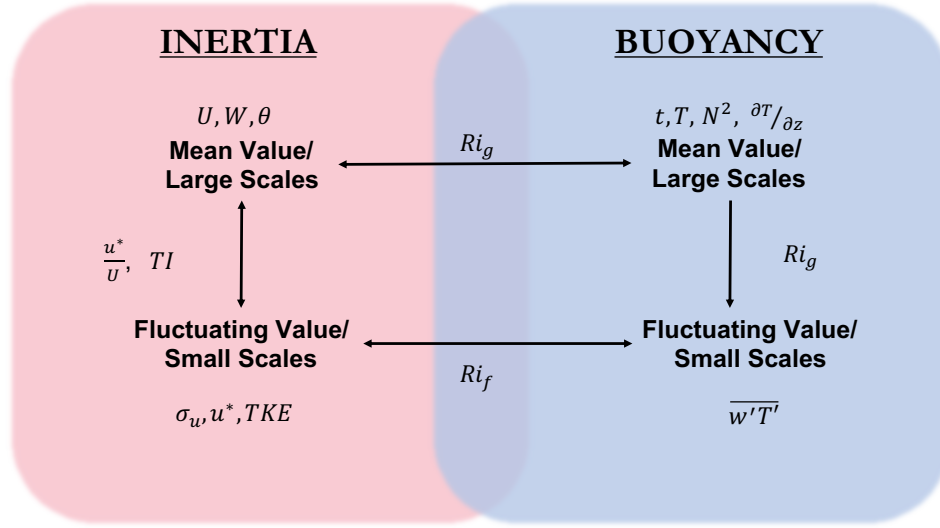 INERTIA
BUOYANCY
U, W, θ
t, T, N², ∂T/∂z
Mean Value/
Large Scales
Ri_g
Mean Value/
Large Scales
u*/U, TI
Ri_g
Fluctuating Value/
Small Scales
Fluctuating Value/
Small Scales
Ri_f
σ_u, u*, TKE
w'T'